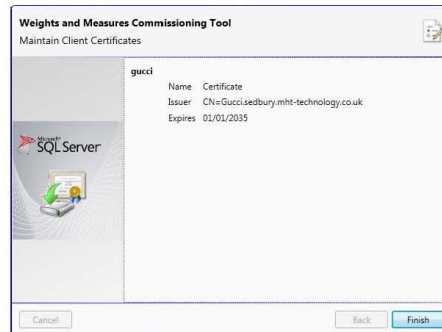 Weights and Measures Commissioning Tool
Maintain Client Certificates
gucci
Name Certificate
Issuer CN=Gucci.sedbury.mht-technology.co.uk
Expires 01/01/2035
Microsoft
SQL Server
Cancel
Back
Finish